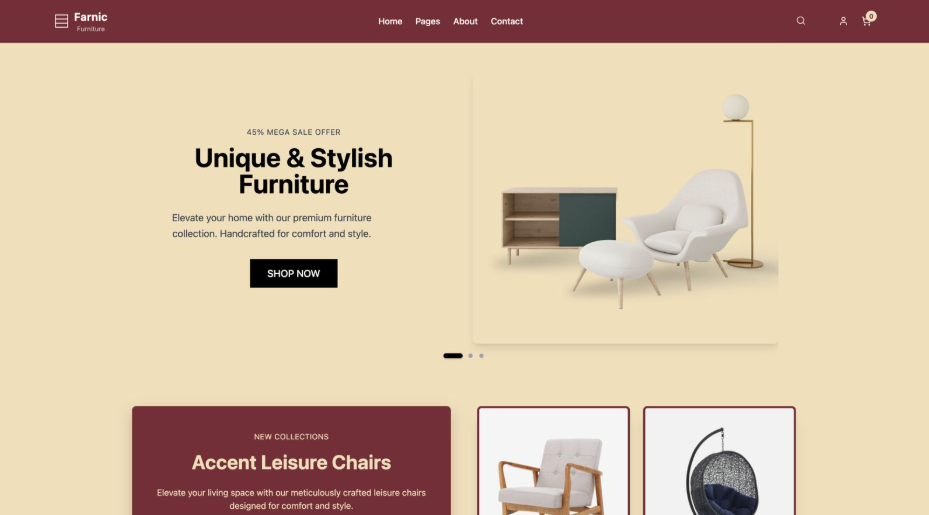 Farnic
Furniture
Home Pages About Contact
0
45% MEGA SALE OFFER
Unique & Stylish
Furniture
Elevate your home with our premium furniture
collection. Handcrafted for comfort and style.
SHOP NOW
NEW COLLECTIONS
Accent Leisure Chairs
Elevate your living space with our meticulously crafted leisure chairs
designed for comfort and style.